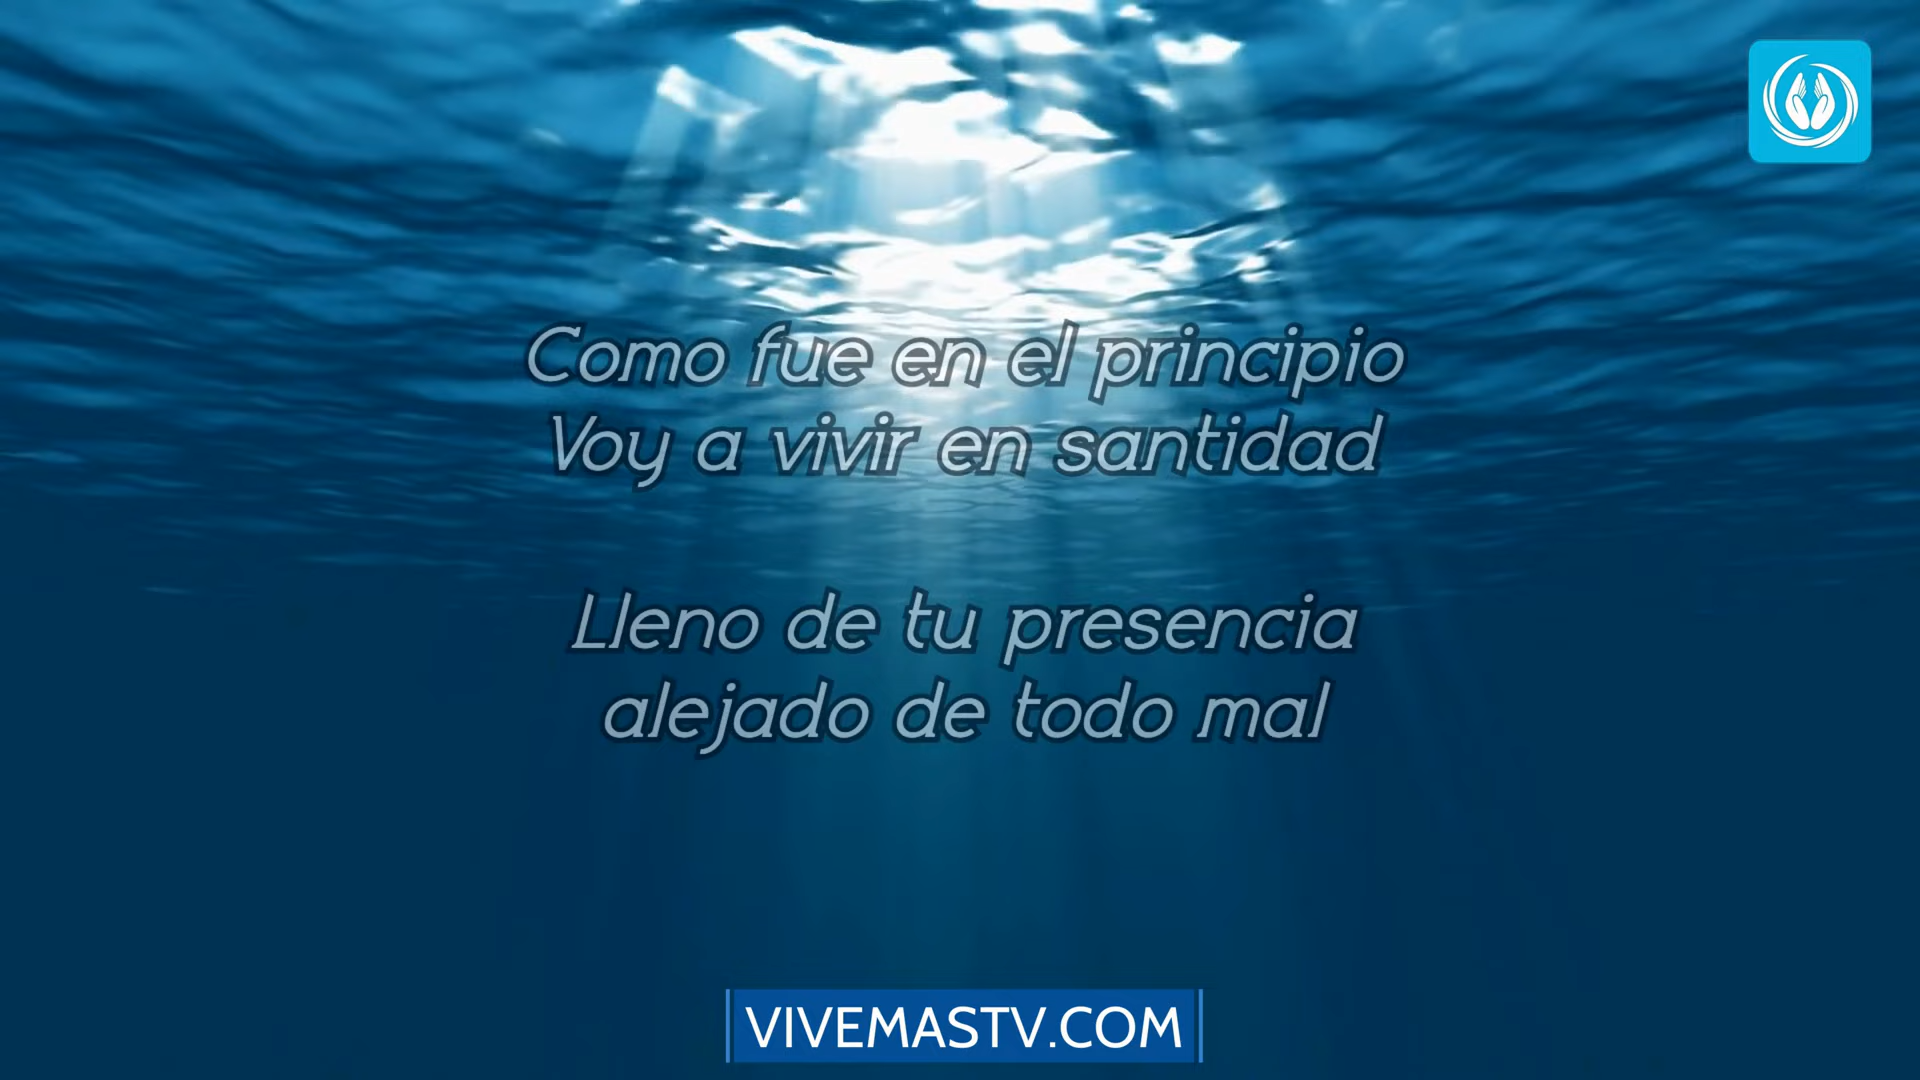 Como fue en el principio
Voy a vivir en santidad
Lleno de tu presencia
alejado de todo mal
VIVEMASTV.COM